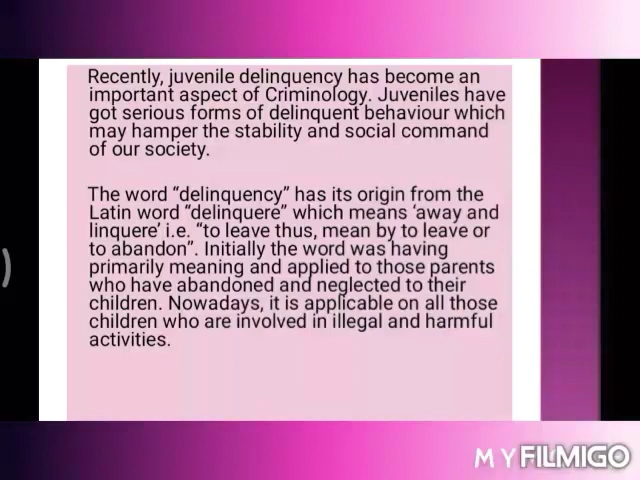 Recently, juvenile delinquency has become an
important aspect of Criminology. Juveniles have
got serious forms of delinquent behaviour which
may hamper the stability and social command
of our society.
The word “delinquency” has its origin from the
Latin word “delinquere” which means ‘away and
linquere’ i.e. “to leave thus, mean by to leave or
to abandon”. Initially the word was having
primarily meaning and applied to those parents
who have abandoned and neglected to their
children. Nowadays, it is applicable on all those
children who are involved in illegal and harmful
activities.
FILMIGO